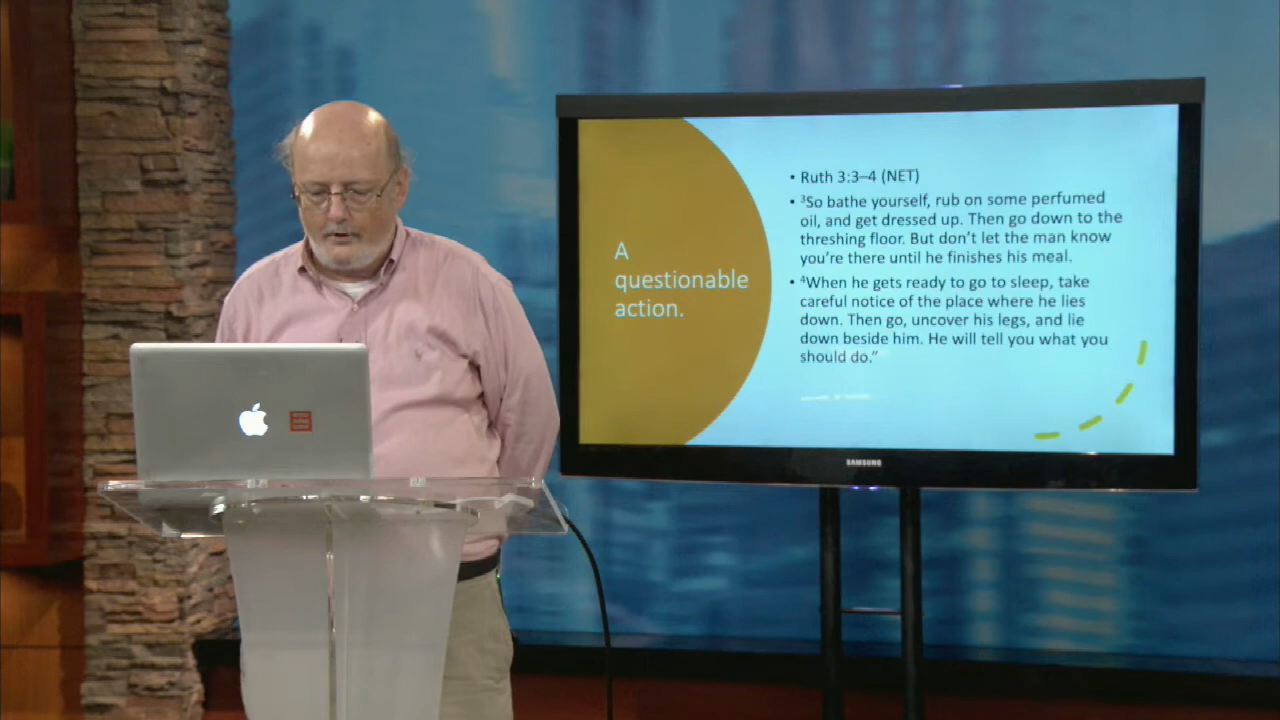 A
questionable
action.
• Ruth 3:3–4 (NET)
• ³So bathe yourself, rub on some perfumed
oil, and get dressed up. Then go down to the
threshing floor. But don’t let the man know
you’re there until he finishes his meal.
• ⁴When he gets ready to go to sleep, take
careful notice of the place where he lies
down. Then go, uncover his legs, and lie
down beside him. He will tell you what you
should do.”
SAMSUNG